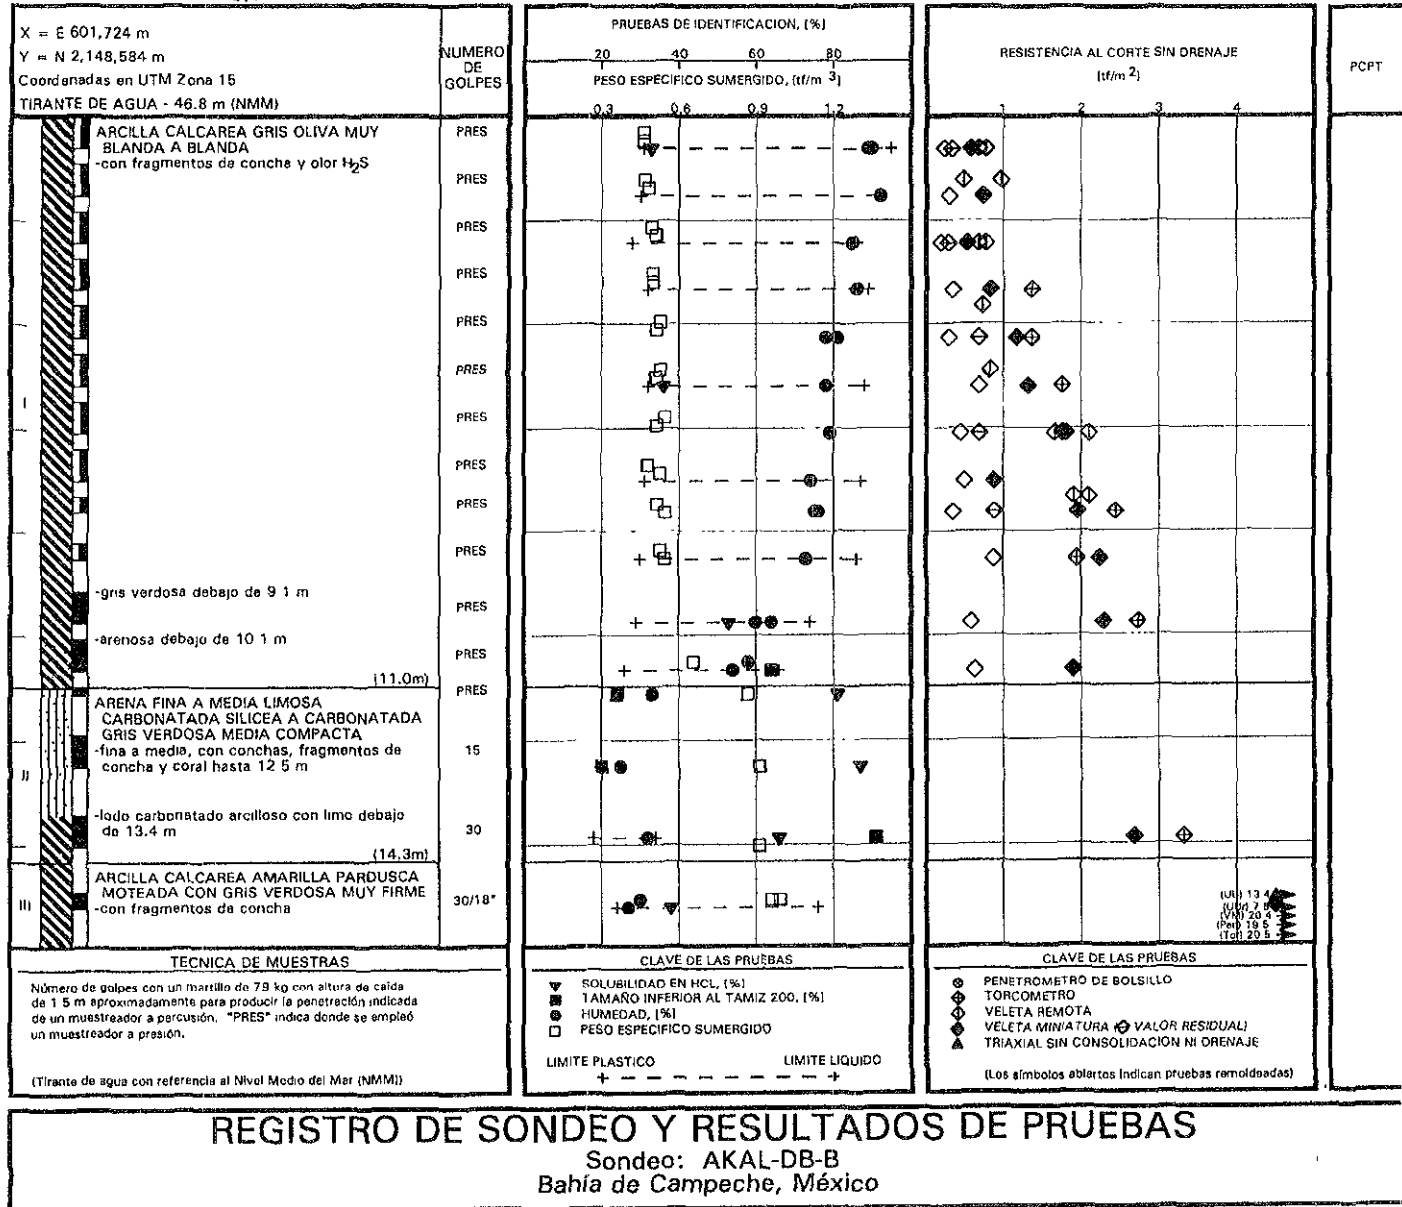 X = E 601,724 m
Y = N 2,148,584 m
Coordenadas en UTM Zona 15
TIRANTE DE AGUA - 46.8 m (NMM)
NUMERO
DE
GOLPES
PRUEBAS DE IDENTIFICACION, [%]
20 40 60 80
PESO ESPECIFICO SUMERGIDO, [tf/m 3]
0.3 0.6 0.9 1.2
RESISTENCIA AL CORTE SIN DRENAJE
[tf/m 2]
1 2 3 4
PCPT
ARCILLA CALCAREA GRIS OLIVA MUY
BLANDA A BLANDA
-con fragmentos de concha y olor H2S
PRES
PRES
PRES
PRES
PRES
PRES
PRES
PRES
PRES
PRES
I
-gris verdosa debajo de 9 1 m
PRES
-arenosa debajo de 10 1 m
PRES
(11.0m)
PRES
ARENA FINA A MEDIA LIMOSA
CARBONATADA SILICEA A CARBONATADA
GRIS VERDOSA MEDIA COMPACTA
-fina a media, con conchas, fragmentos de
concha y coral hasta 12 5 m
15
II
-lodo carbonatado arcilloso con limo debajo
de 13.4 m
30
(14.3m)
ARCILLA CALCAREA AMARILLA PARDUSCA
MOTEADA CON GRIS VERDOSA MUY FIRME
-con fragmentos de concha
30/18"
III
13 4
(VM) 20 4
(Pen) 19 5
(Tor) 20 5
TECNICA DE MUESTRAS
Número de golpes con un martillo de 79 kg con altura de caída
de 1 5 m aproximadamente para producir la penetración indicada
de un muestreador a percusión. "PRES" indica donde se empleó
un muestreador a presión.
(Tirante de agua con referencia al Nivel Medio del Mar (NMM))
CLAVE DE LAS PRUEBAS
SOLUBILIDAD EN HCL, [%]
TAMAÑO INFERIOR AL TAMIZ 200, [%]
HUMEDAD, [%]
PESO ESPECIFICO SUMERGIDO
LIMITE PLASTICO LIMITE LIQUIDO
CLAVE DE LAS PRUEBAS
PENETROMETRO DE BOLSILLO
TORCOMETRO
VELETA REMOTA
VELETA MINIATURA ( VALOR RESIDUAL)
TRIAXIAL SIN CONSOLIDACION NI DRENAJE
(Los símbolos abiertos indican pruebas remoldeadas)
REGISTRO DE SONDEO Y RESULTADOS DE PRUEBAS
Sondeo: AKAL-DB-B
Bahía de Campeche, México